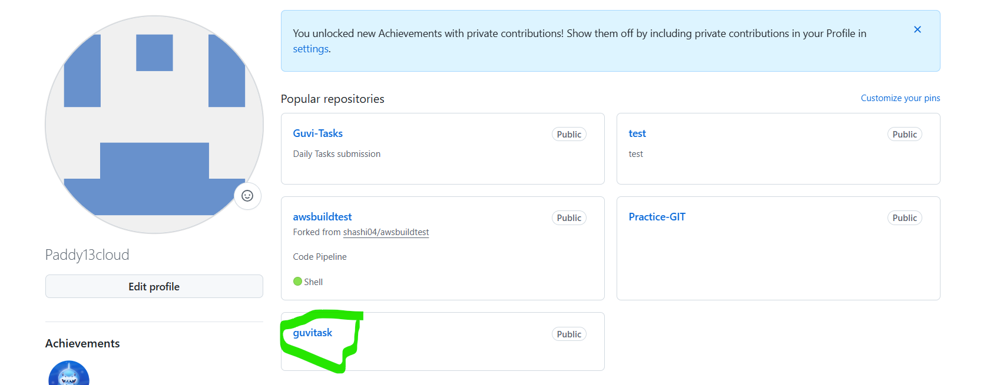 You unlocked new Achievements with private contributions! Show them off by including private contributions in your Profile in
settings.
Popular repositories
Customize your pins
Guvi-Tasks
Public
Daily Tasks submission
test
Public
test
awsbuildtest
Public
Forked from shashi04/awsbuildtest
Code Pipeline
Shell
Practice-GIT
Public
guvitask
Public
Paddy13cloud
Edit profile
Achievements